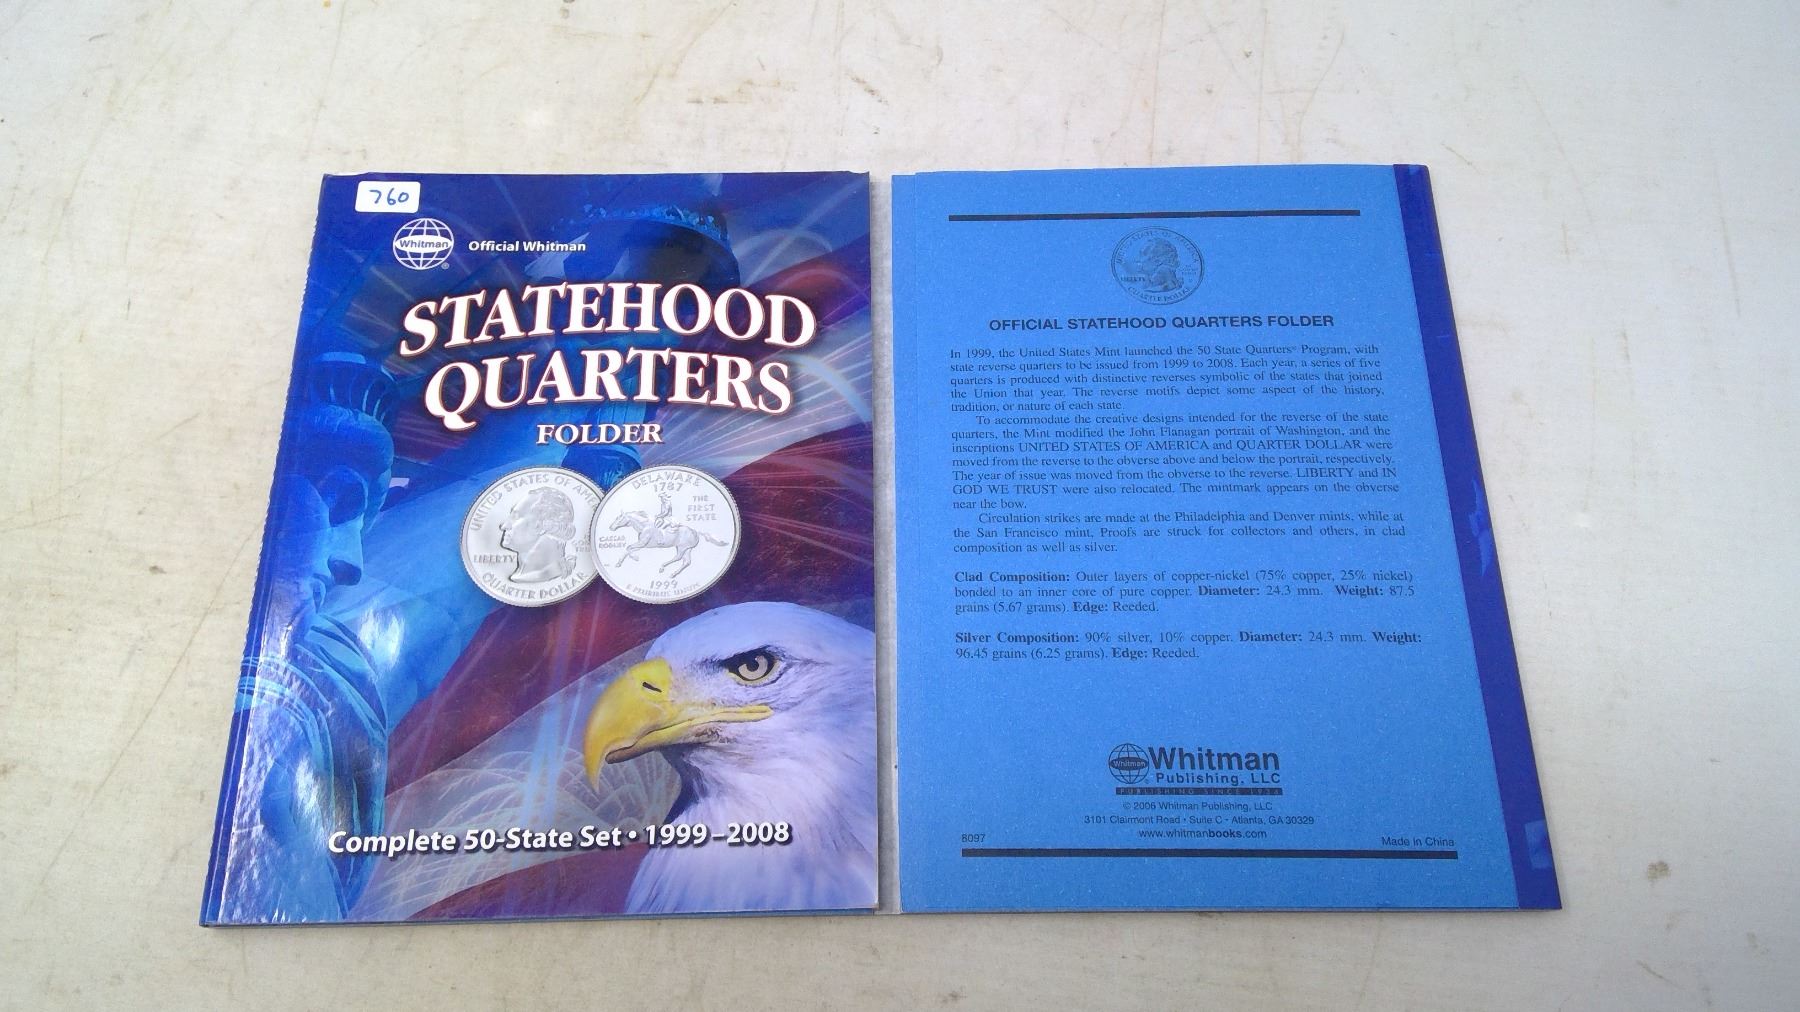 760
Whitman
Official Whitman
STATEHOOD
QUARTERS
FOLDER
UNITED STATES OF AMERI
LIBERTY
QUARTER DOLLAR
DELAWARE
1787
THE
FIRST
STATE
CAESAR
RODNEY
1999
E PLURIBUS UNUM
Complete 50-State Set • 1999–2008
LIBERTY
QUARTER DOLLAR
OFFICIAL STATEHOOD QUARTERS FOLDER
In 1999, the United States Mint launched the 50 State Quarters® Program, with
state reverse quarters to be issued from 1999 to 2008. Each year, a series of five
quarters is produced with distinctive reverses symbolic of the states that joined
the Union that year. The reverse motifs depict some aspect of the history,
tradition, or nature of each state.
To accommodate the creative designs intended for the reverse of the state
quarters, the Mint modified the John Flanagan portrait of Washington, and the
inscriptions UNITED STATES OF AMERICA and QUARTER DOLLAR were
moved from the reverse to the obverse above and below the portrait, respectively.
The year of issue was moved from the obverse to the reverse. LIBERTY and IN
GOD WE TRUST were also relocated. The mintmark appears on the obverse
near the bow.
Circulation strikes are made at the Philadelphia and Denver mints, while at
the San Francisco mint, Proofs are struck for collectors and others, in clad
composition as well as silver.
Clad Composition: Outer layers of copper-nickel (75% copper, 25% nickel)
bonded to an inner core of pure copper. Diameter: 24.3 mm. Weight: 87.5
grains (5.67 grams). Edge: Reeded.
Silver Composition: 90% silver, 10% copper. Diameter: 24.3 mm. Weight:
96.45 grains (6.25 grams). Edge: Reeded.
Whitman
Whitman
Publishing, LLC
PUBLISHING SINCE 1934
© 2006 Whitman Publishing, LLC
3101 Clairmont Road • Suite C • Atlanta, GA 30329
www.whitmanbooks.com
8097
Made in China